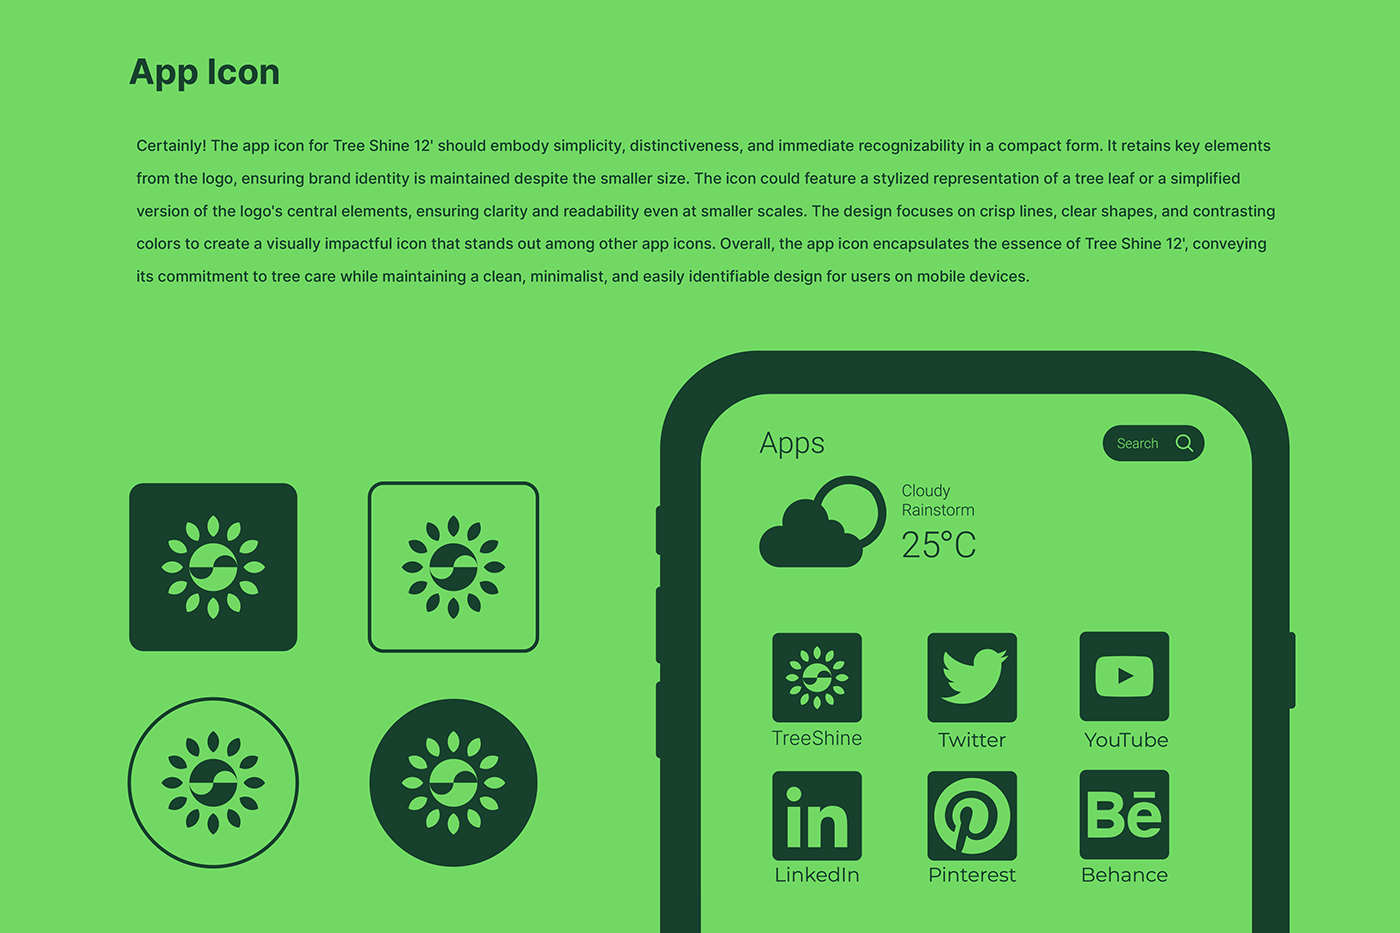 App Icon
Certainly! The app icon for Tree Shine 12' should embody simplicity, distinctiveness, and immediate recognizability in a compact form. It retains key elements
from the logo, ensuring brand identity is maintained despite the smaller size. The icon could feature a stylized representation of a tree leaf or a simplified
version of the logo's central elements, ensuring clarity and readability even at smaller scales. The design focuses on crisp lines, clear shapes, and contrasting
colors to create a visually impactful icon that stands out among other app icons. Overall, the app icon encapsulates the essence of Tree Shine 12', conveying
its commitment to tree care while maintaining a clean, minimalist, and easily identifiable design for users on mobile devices.
Apps
Search
Cloudy
Rainstorm
25°C
TreeShine
Twitter
YouTube
in
Bē
LinkedIn
Pinterest
Behance